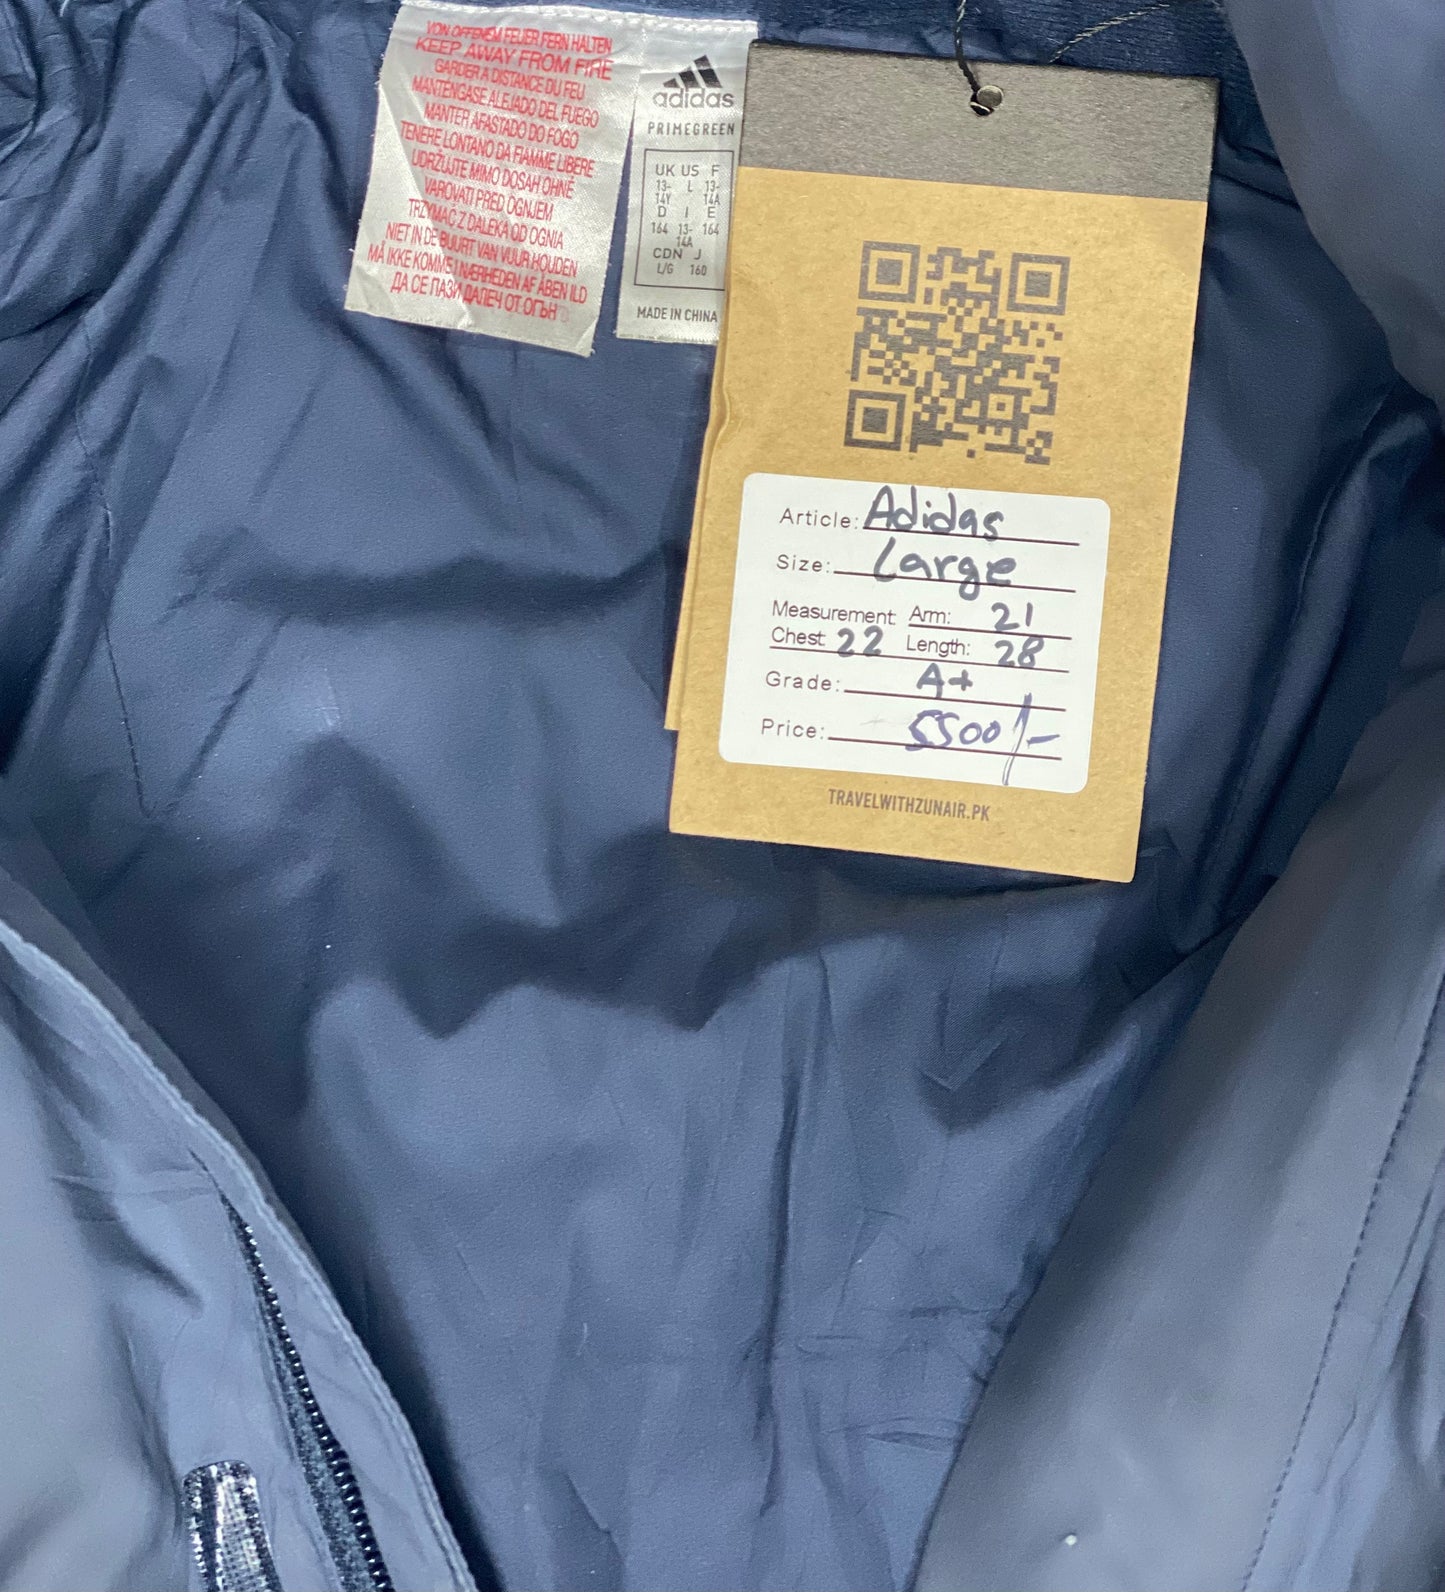 VON OFFENEM FEUER FERN HALTEN
KEEP AWAY FROM FIRE
GARDER A DISTANCE DU FEU
MANTÉNGASE ALEJADO DEL FUEGO
MANTER AFASTADO DO FOGO
TENERE LONTANO DA FIAMME LIBERE
UDRŽUJTE MIMO DOSAH OHNĚ
VAROVATI PRED OGNJEM
TRZYMAĆ Z DALEKA OD OGNIA
NIET IN DE BUURT VAN VUUR HOUDEN
MÅ IKKE KOMME I NÆRHEDEN AF ÅBEN ILD
ДА СЕ ПАЗИ ДАЛЕЧ ОТ ОГЪН
adidas
PRIMEGREEN
UK US F
13- L 13-
14Y 14A
D I E
164 13- 164
14A
CDN J
L/G 160
MADE IN CHINA
Article: Adidas
Size: Large
Measurement: Arm: 21
Chest: 22 Length: 28
Grade: A+
Price: 5500/-
TRAVELWITHZUNAIR.PK